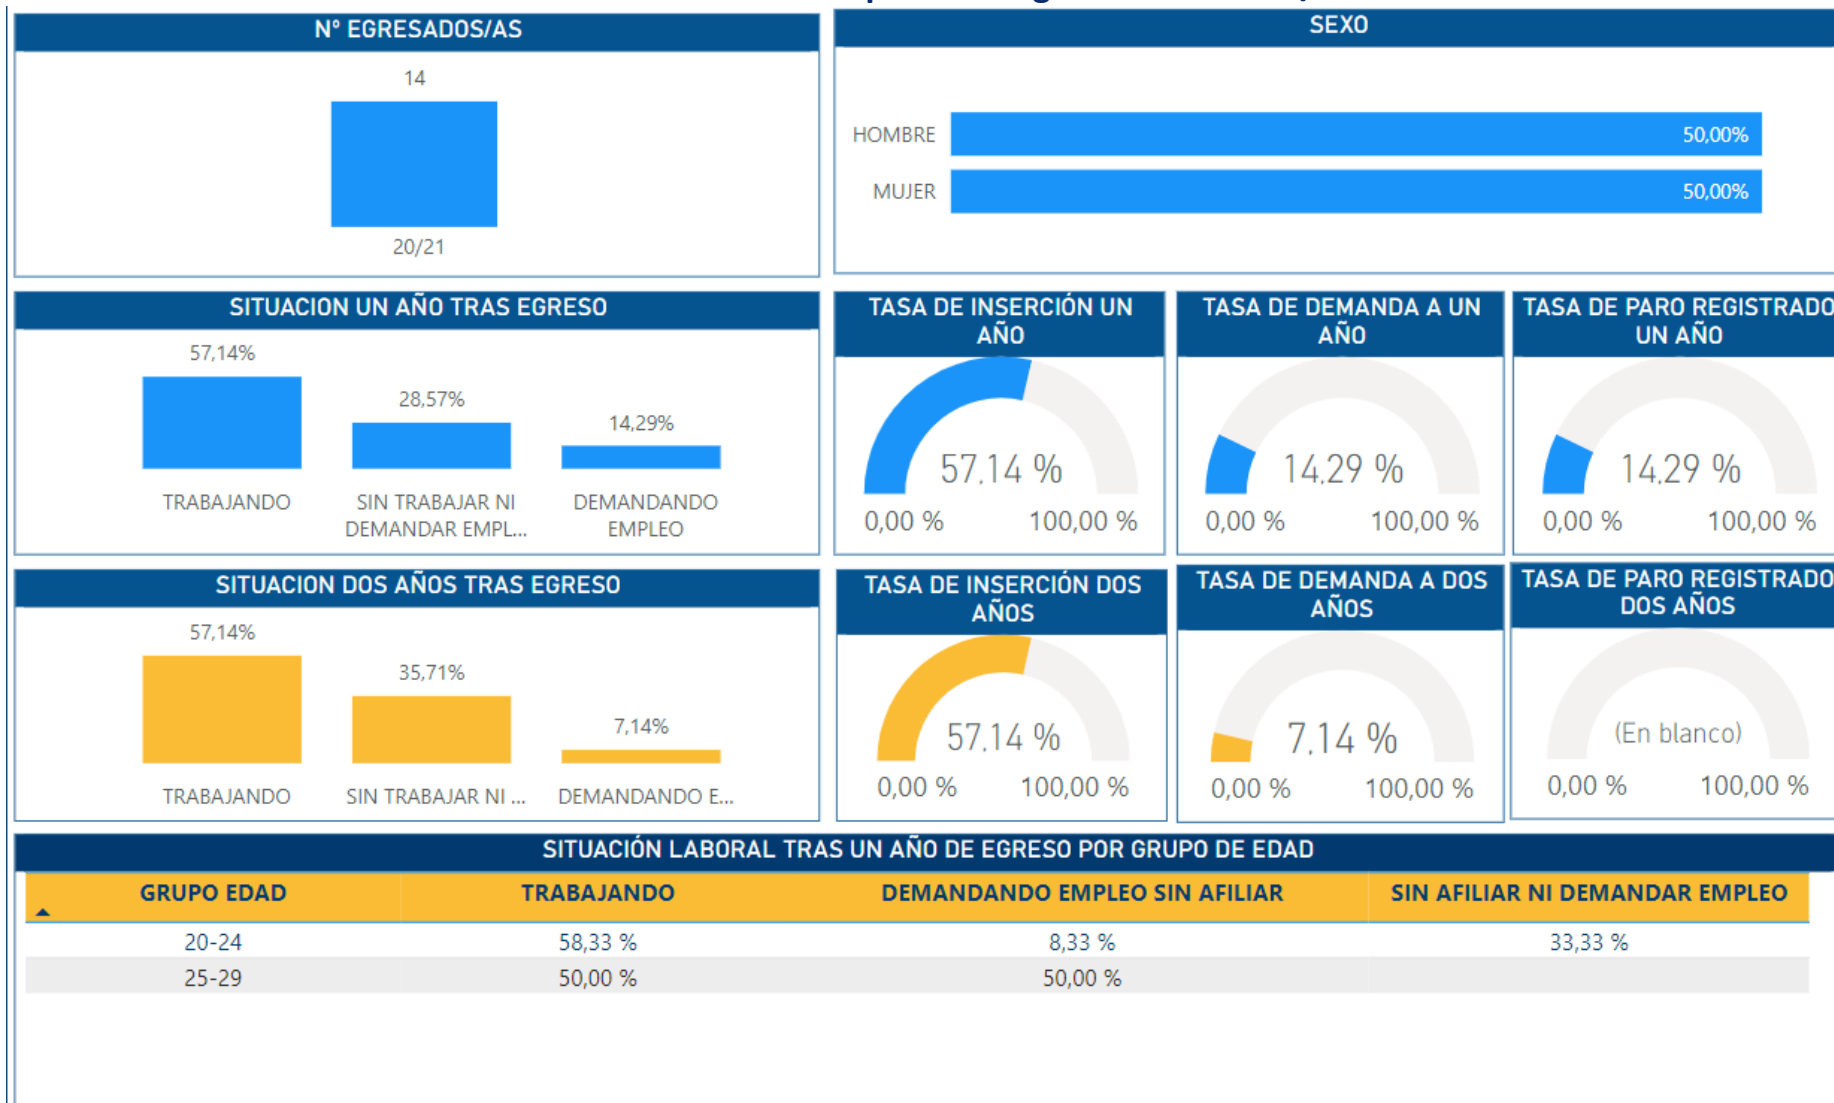 Nº EGRESADOS/AS
14
20/21
SEXO
HOMBRE
50,00%
MUJER
50,00%
SITUACION UN AÑO TRAS EGRESO
57,14%
28,57%
14,29%
TRABAJANDO
SIN TRABAJAR NI
DEMANDAR EMPL...
DEMANDANDO
EMPLEO
TASA DE INSERCIÓN UN
AÑO
57,14 %
0,00 %
100,00 %
TASA DE DEMANDA A UN
AÑO
14,29 %
0,00 %
100,00 %
TASA DE PARO REGISTRADO
UN AÑO
14,29 %
0,00 %
100,00 %
SITUACION DOS AÑOS TRAS EGRESO
57,14%
35,71%
7,14%
TRABAJANDO
SIN TRABAJAR NI ...
DEMANDANDO E...
TASA DE INSERCIÓN DOS
AÑOS
57,14 %
0,00 %
100,00 %
TASA DE DEMANDA A DOS
AÑOS
7,14 %
0,00 %
100,00 %
TASA DE PARO REGISTRADO
DOS AÑOS
(En blanco)
0,00 %
100,00 %
SITUACIÓN LABORAL TRAS UN AÑO DE EGRESO POR GRUPO DE EDAD
GRUPO EDAD TRABAJANDO DEMANDANDO EMPLEO SIN AFILIAR SIN AFILIAR NI DEMANDAR EMPLEO
20-24 58,33 % 8,33 % 33,33 %
25-29 50,00 % 50,00 %